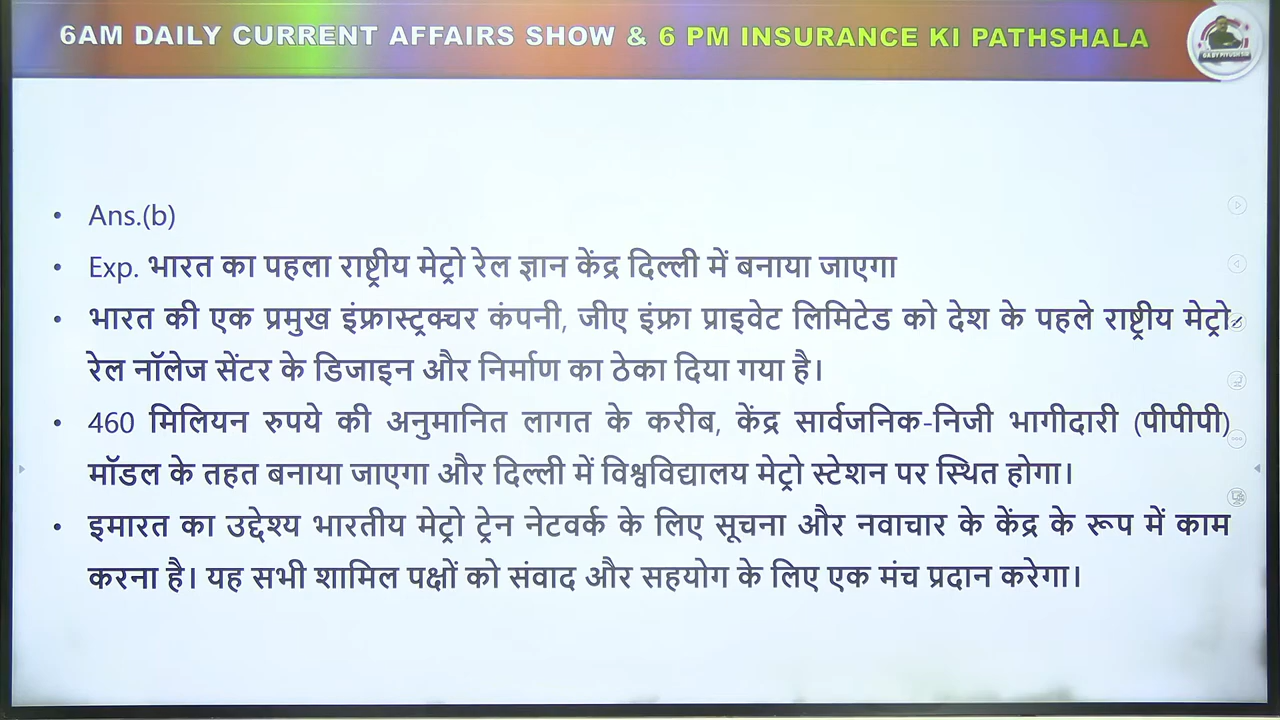 6AM DAILY CURRENT AFFAIRS SHOW & 6 PM INSURANCE KI PATHSHALA
• Ans.(b)
• Exp. भारत का पहला राष्ट्रीय मेट्रो रेल ज्ञान केंद्र दिल्ली में बनाया जाएगा
• भारत की एक प्रमुख इंफ्रास्ट्रक्चर कंपनी, जीए इंफ्रा प्राइवेट लिमिटेड को देश के पहले राष्ट्रीय मेट्रो
रेल नॉलेज सेंटर के डिजाइन और निर्माण का ठेका दिया गया है।
• 460 मिलियन रुपये की अनुमानित लागत के करीब, केंद्र सार्वजनिक-निजी भागीदारी (पीपीपी)
मॉडल के तहत बनाया जाएगा और दिल्ली में विश्वविद्यालय मेट्रो स्टेशन पर स्थित होगा।
• इमारत का उद्देश्य भारतीय मेट्रो ट्रेन नेटवर्क के लिए सूचना और नवाचार के केंद्र के रूप में काम
करना है। यह सभी शामिल पक्षों को संवाद और सहयोग के लिए एक मंच प्रदान करेगा।